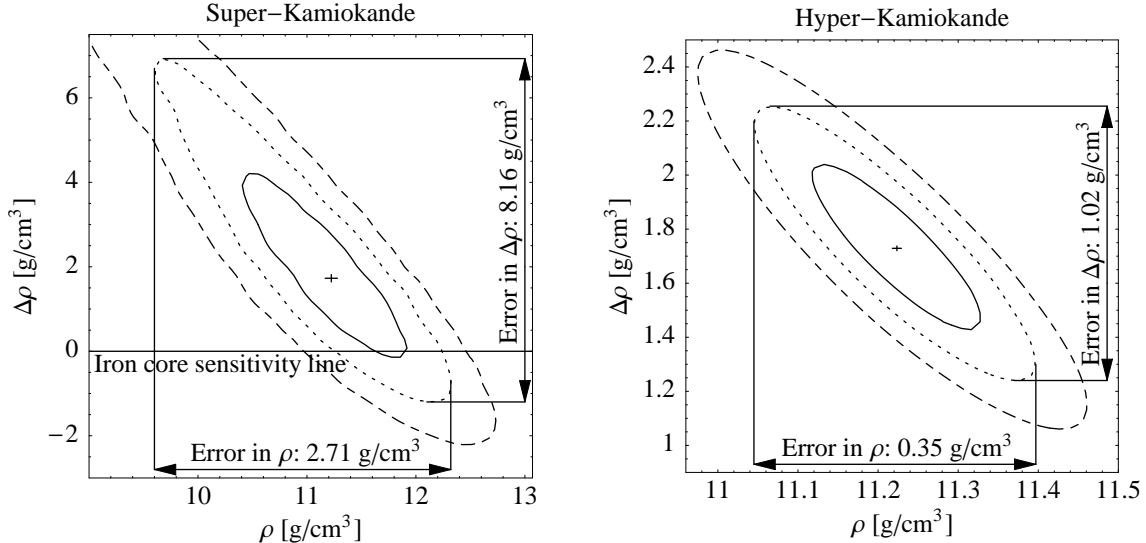 Super−Kamiokande
6
4
2
0
−2
Δρ [g/cm³]
Iron core sensitivity line
Error in Δρ: 8.16 g/cm³
Error in ρ: 2.71 g/cm³
10 11 12 13
ρ [g/cm³]
Hyper−Kamiokande
2.4
2.2
2
1.8
1.6
1.4
1.2
1
Δρ [g/cm³]
Error in Δρ: 1.02 g/cm³
Error in ρ: 0.35 g/cm³
11 11.1 11.2 11.3 11.4 11.5
ρ [g/cm³]